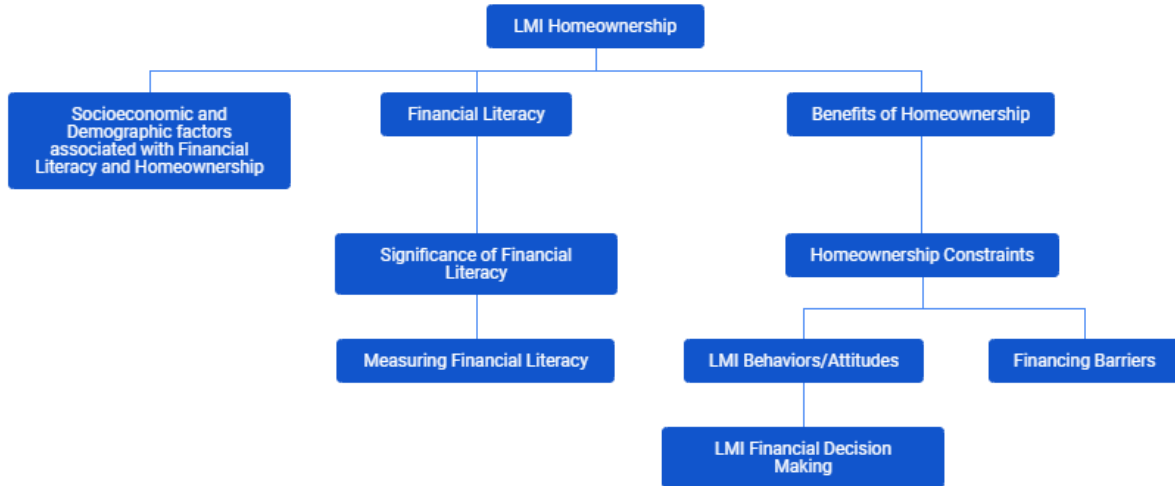 LMI Homeownership
Socioeconomic and
Demographic factors
associated with Financial
Literacy and Homeownership
Financial Literacy
Benefits of Homeownership
Significance of Financial
Literacy
Homeownership Constraints
Measuring Financial Literacy
LMI Behaviors/Attitudes
Financing Barriers
LMI Financial Decision
Making